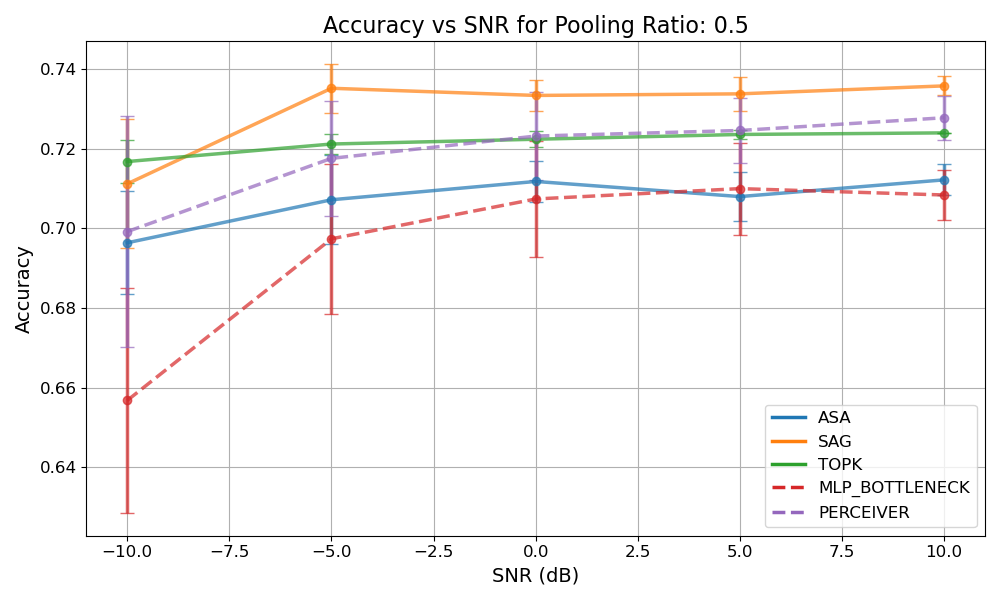 Accuracy vs SNR for Pooling Ratio: 0.5
0.74
0.72
0.70
0.68
0.66
0.64
Accuracy
−10.0 −7.5 −5.0 −2.5 0.0 2.5 5.0 7.5 10.0
SNR (dB)
ASA
SAG
TOPK
MLP_BOTTLENECK
PERCEIVER